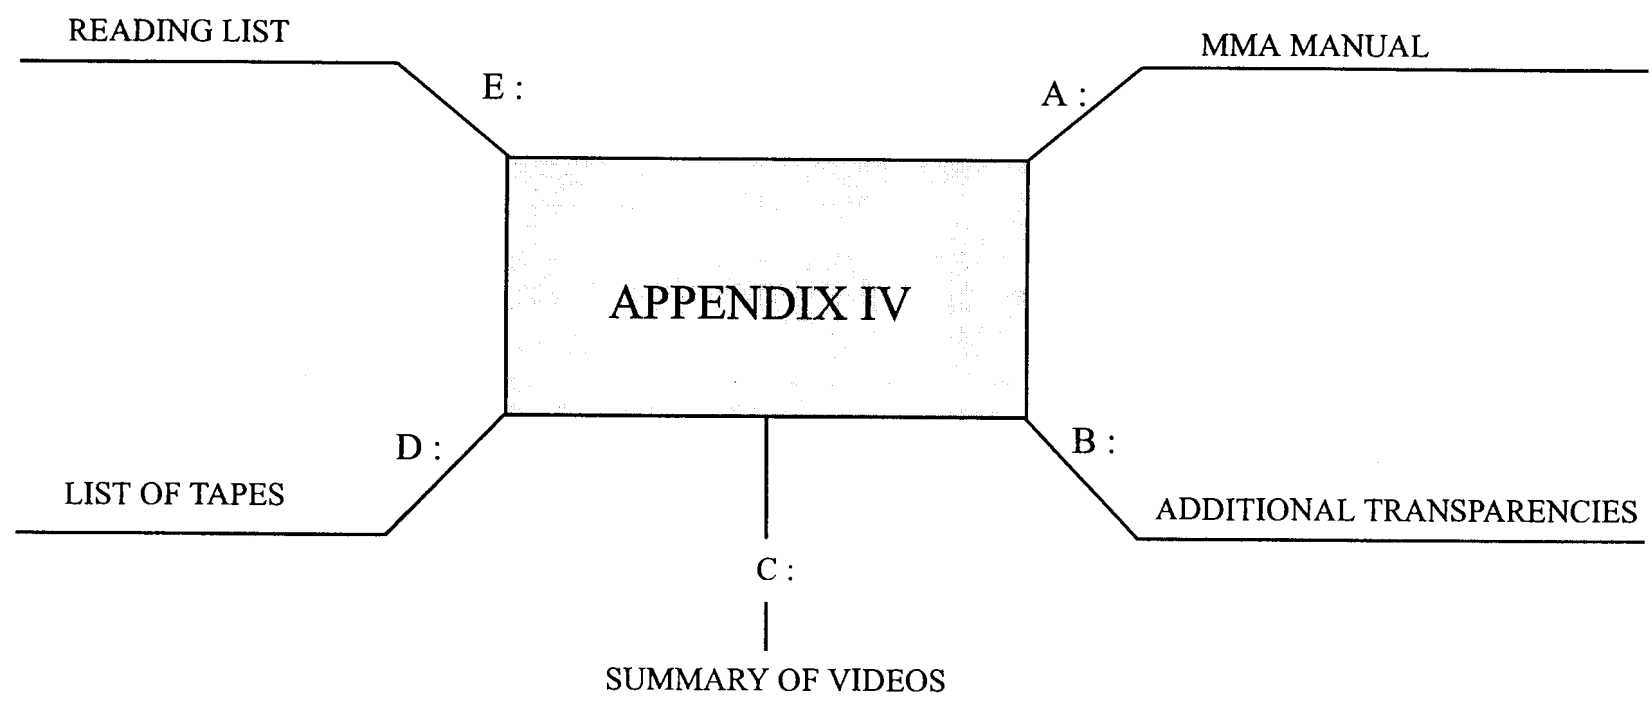 READING LIST
E :
MMA MANUAL
A :
APPENDIX IV
D :
LIST OF TAPES
B :
ADDITIONAL TRANSPARENCIES
C :
SUMMARY OF VIDEOS